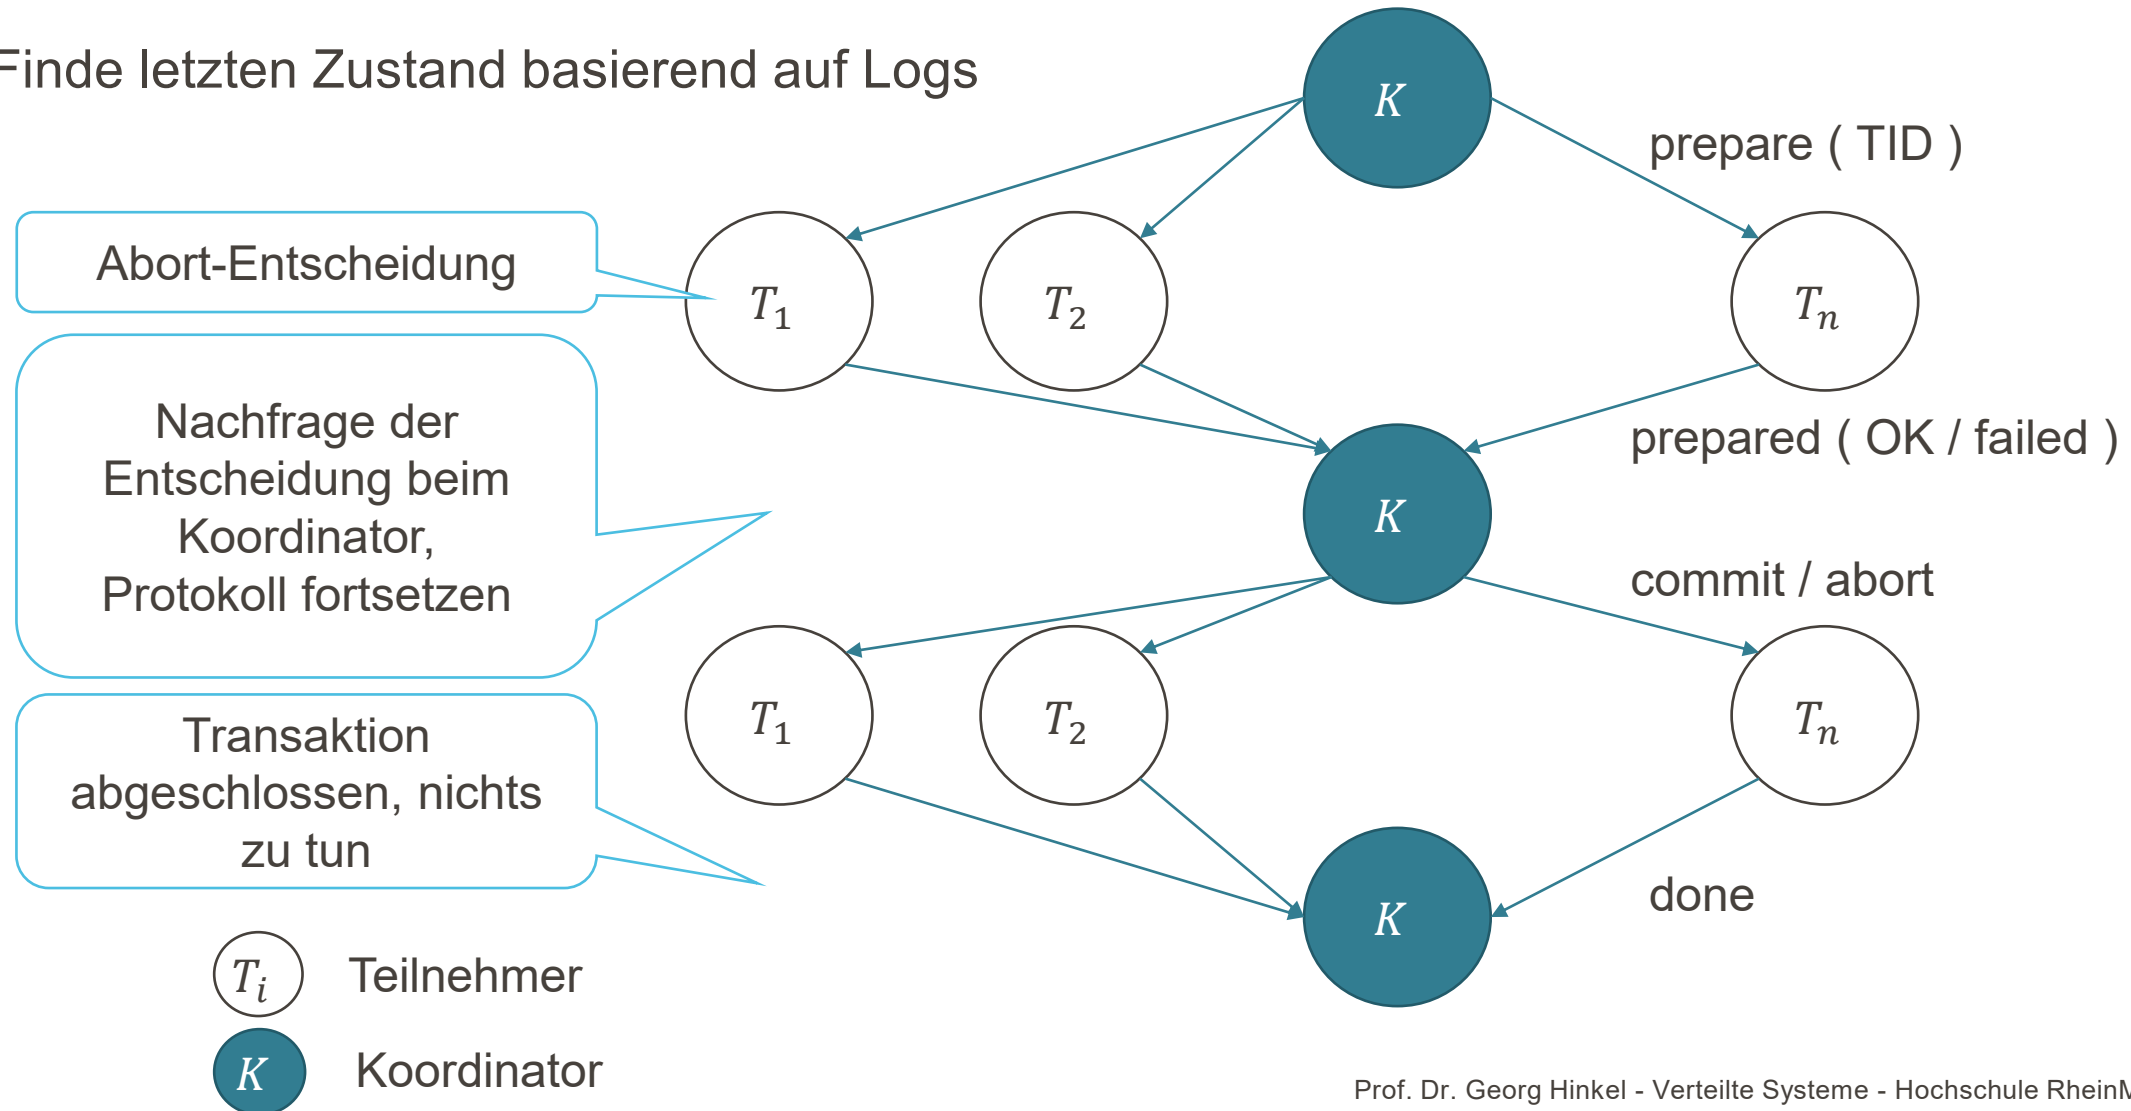 Finde letzten Zustand basierend auf Logs
K
prepare ( TID )
Abort-Entscheidung
T1
T2
Tn
Nachfrage der
Entscheidung beim
Koordinator,
Protokoll fortsetzen
prepared ( OK / failed )
K
commit / abort
Transaktion
abgeschlossen, nichts
zu tun
T1
T2
Tn
done
K
Ti Teilnehmer
K Koordinator
Prof. Dr. Georg Hinkel - Verteilte Systeme - Hochschule RheinM